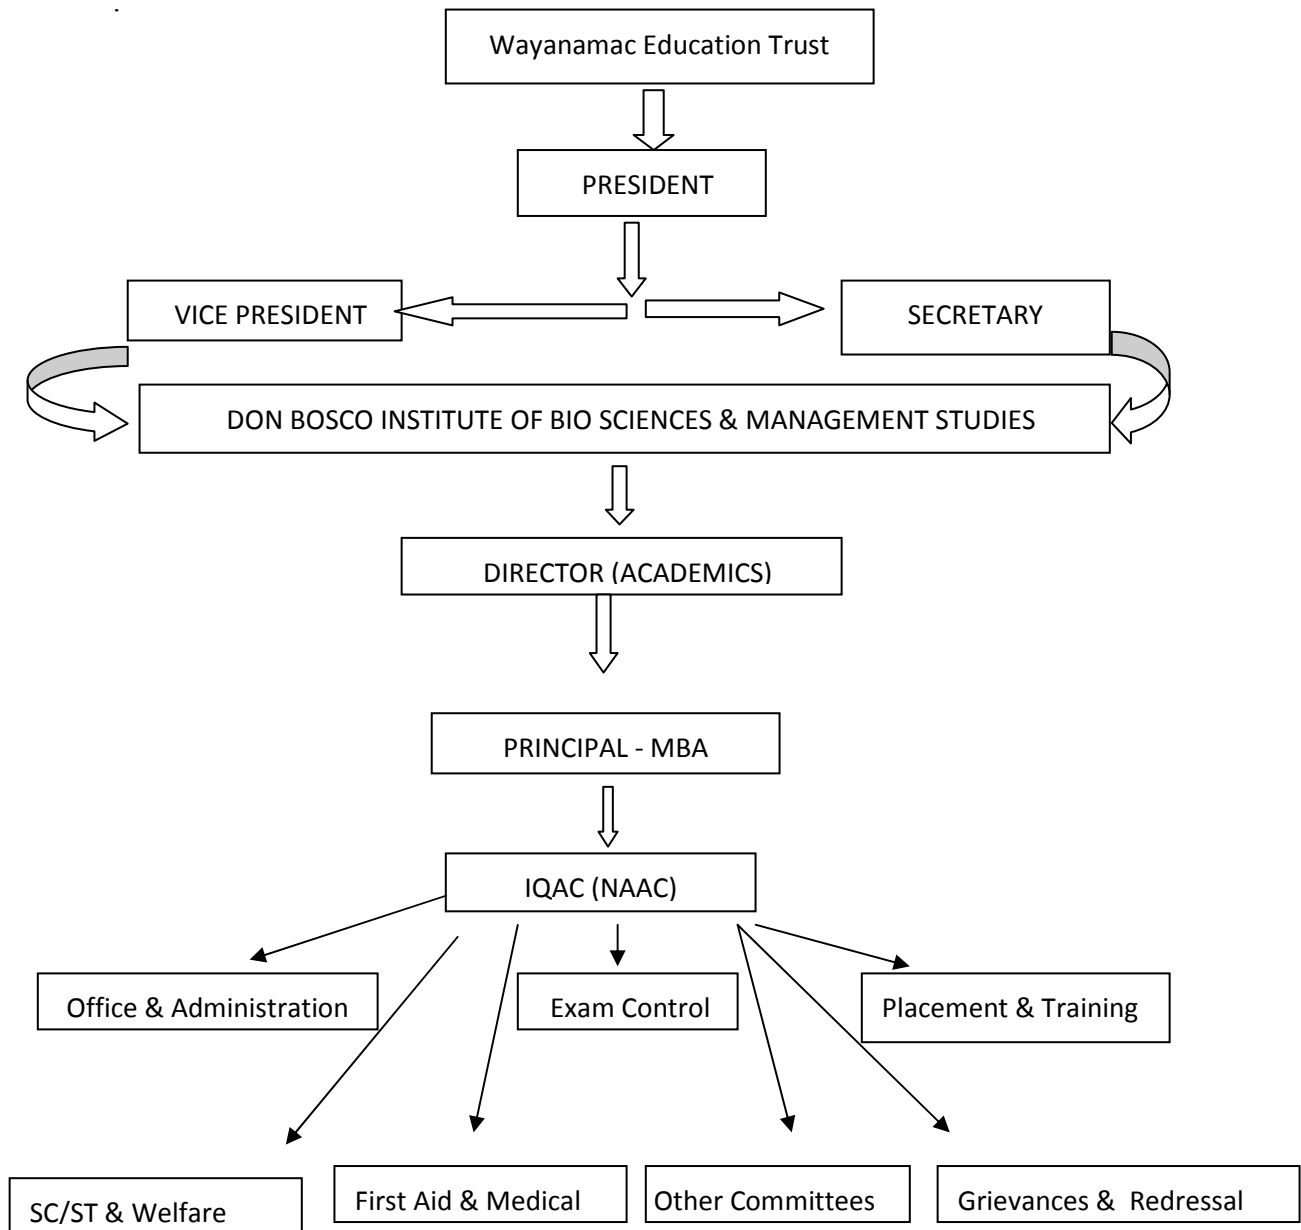 Wayanamac Education Trust
PRESIDENT
VICE PRESIDENT
SECRETARY
DON BOSCO INSTITUTE OF BIO SCIENCES & MANAGEMENT STUDIES
DIRECTOR (ACADEMICS)
PRINCIPAL - MBA
IQAC (NAAC)
Office & Administration
Exam Control
Placement & Training
SC/ST & Welfare
First Aid & Medical
Other Committees
Grievances & Redressal